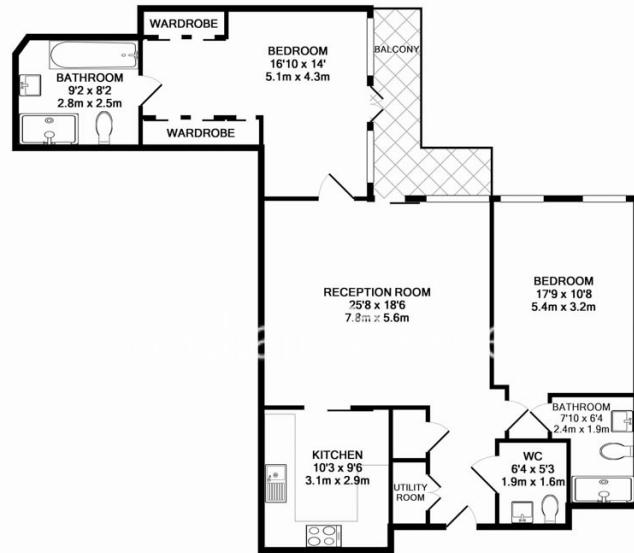 WARDROBE
BEDROOM
16'10 x 14'
5.1m x 4.3m
BALCONY
BATHROOM
9'2 x 8'2
2.8m x 2.5m
WARDROBE
RECEPTION ROOM
25'8 x 18'6
7.8m x 5.6m
BEDROOM
17'9 x 10'8
5.4m x 3.2m
BATHROOM
7'10 x 6'4
2.4m x 1.9m
KITCHEN
10'3 x 9'6
3.1m x 2.9m
UTILITY
ROOM
WC
6'4 x 5'3
1.9m x 1.6m